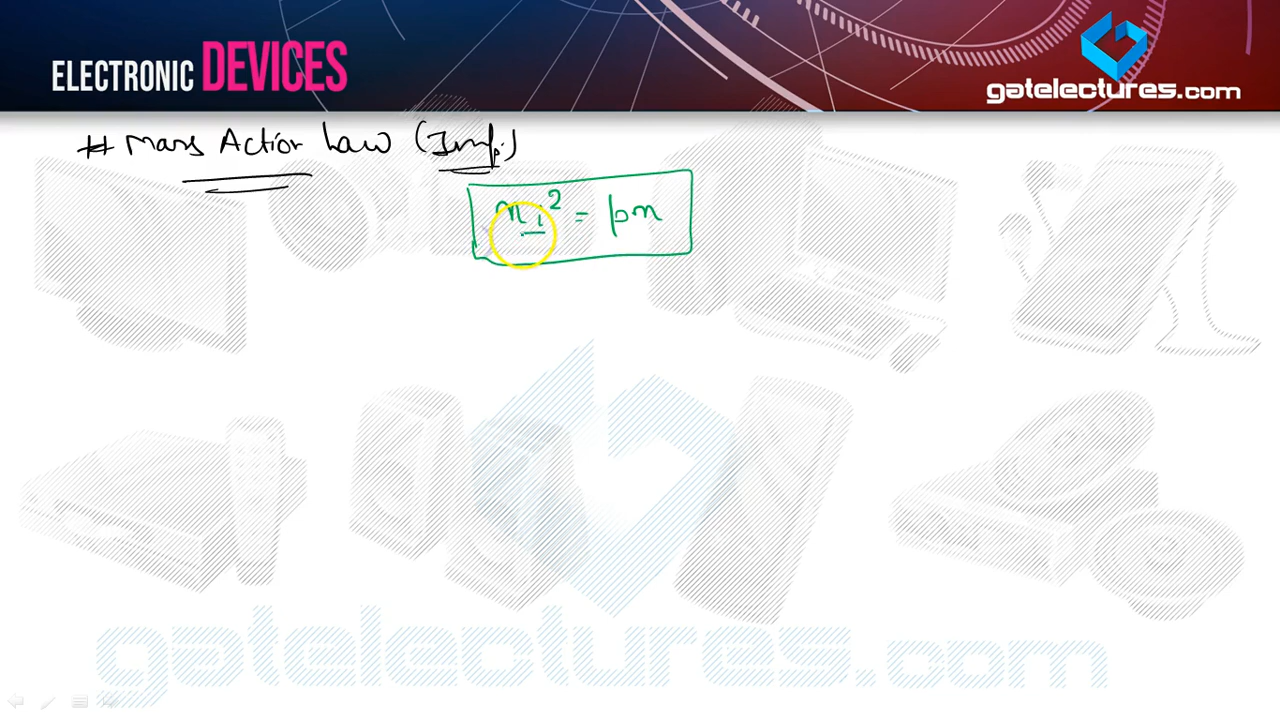 ELECTRONIC DEVICES
gatelectures.com
# Mass Action Law (Imp.)
ni² = pn
gatelectures.com